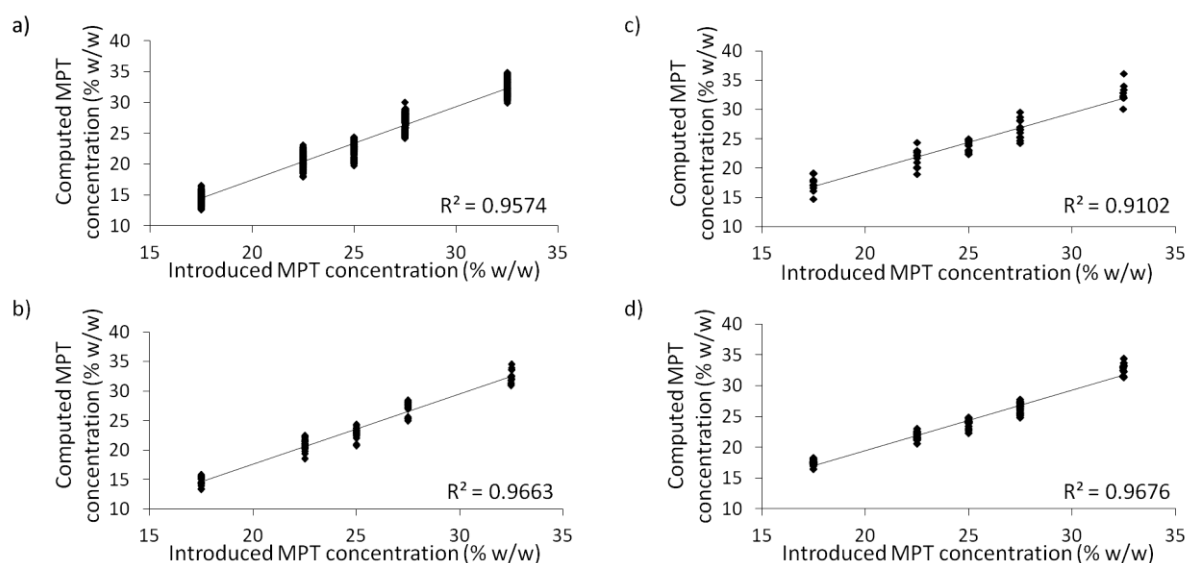 a)
Computed MPT
concentration (% w/w)
40
35
30
25
20
15
10
R² = 0.9574
15 20 25 30 35
Introduced MPT concentration (% w/w)
b)
Computed MPT
concentration (% w/w)
40
35
30
25
20
15
10
R² = 0.9663
15 20 25 30 35
Introduced MPT concentration (% w/w)
c)
Computed MPT
concentration (% w/w)
40
35
30
25
20
15
10
R² = 0.9102
15 20 25 30 35
Introduced MPT concentration (% w/w)
d)
Computed MPT
concentration (% w/w)
40
35
30
25
20
15
10
R² = 0.9676
15 20 25 30 35
Introduced MPT concentration (% w/w)